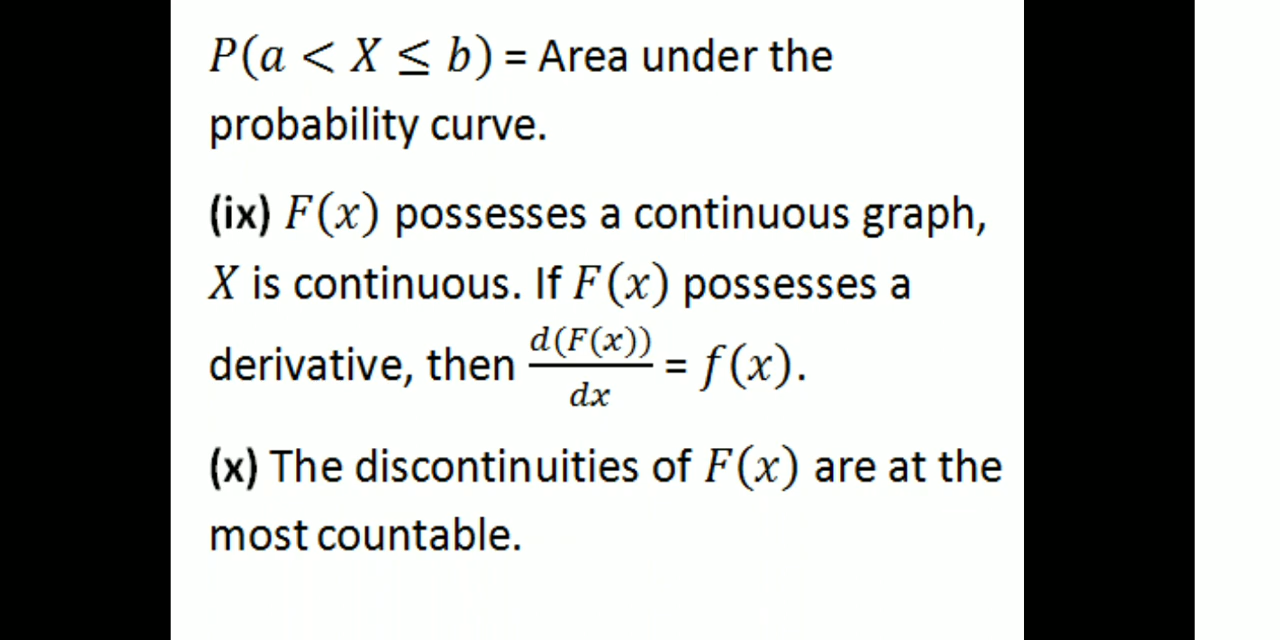 P(a < X ≤ b) = Area under the
probability curve.
(ix) F(x) possesses a continuous graph,
X is continuous. If F(x) possesses a
derivative, then d(F(x))/dx = f(x).
(x) The discontinuities of F(x) are at the
most countable.